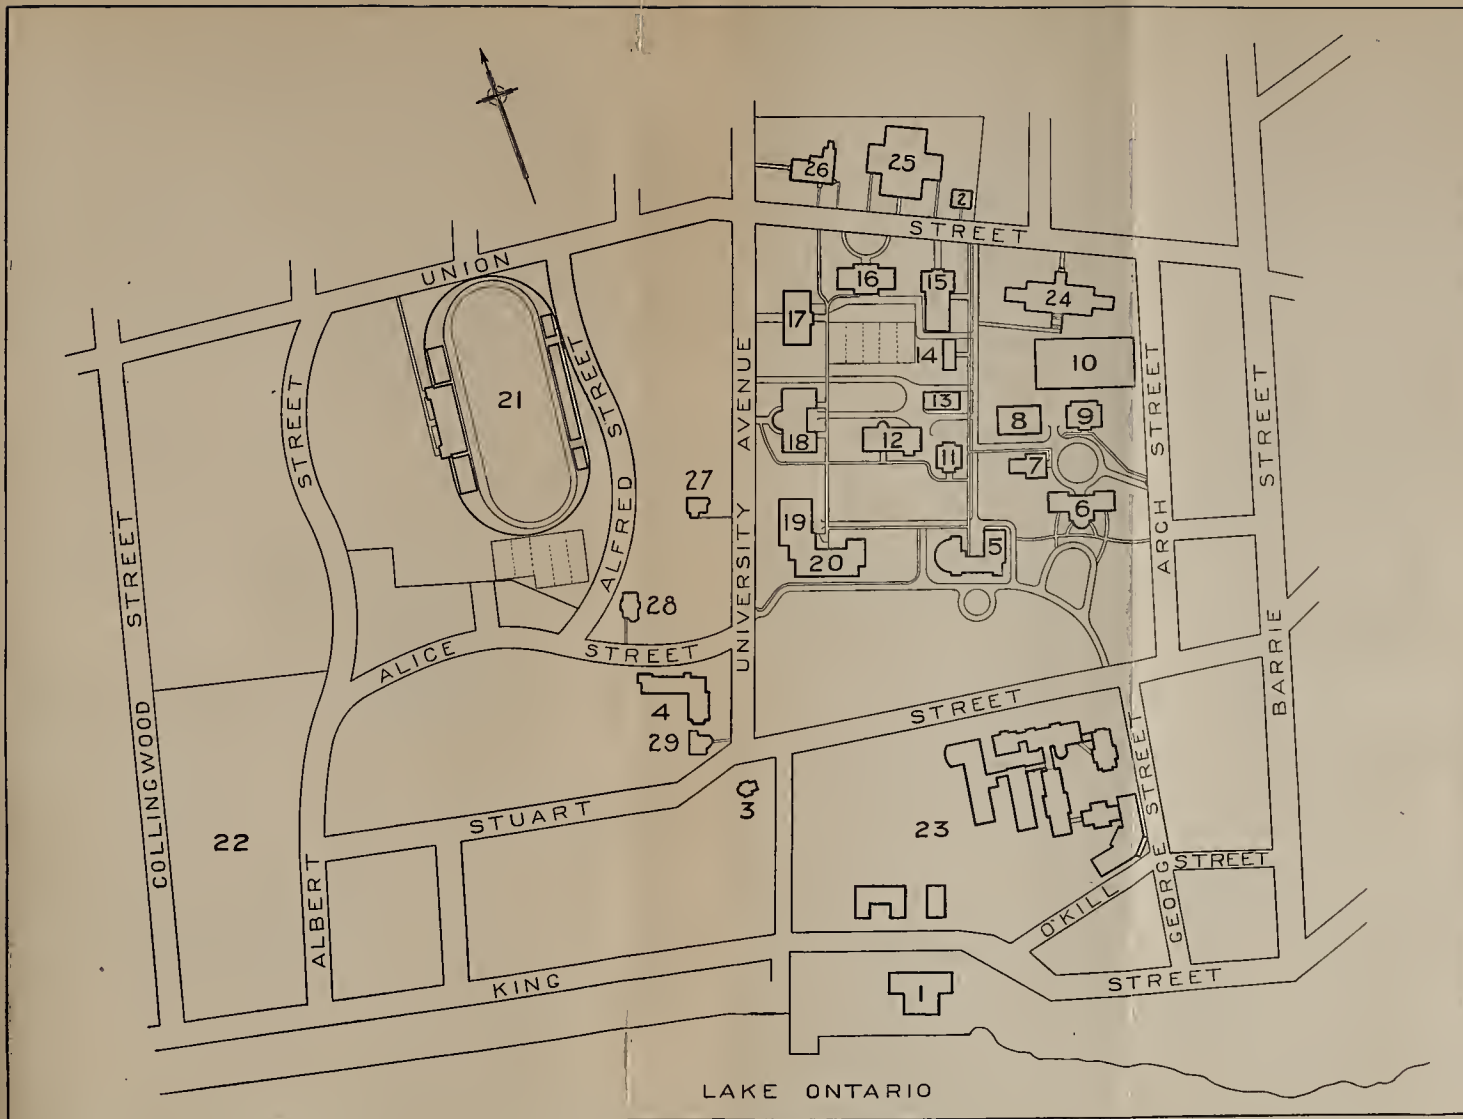 26
25
2
STREET
UNION
16
15
24
17
14
10
21
STREET
STREET
UNIVERSITY AVENUE
13
8
9
18
12
11
7
ARCH STREET
STREET
27
ALFRED
6
19
5
20
COLLINGWOOD STREET
28
ALICE
STREET
4
29
STREET
BARRIE
3
STUART
23
22
GEORGE STREET
STREET
O'KILL
ALBERT
KING
STREET
1
LAKE ONTARIO